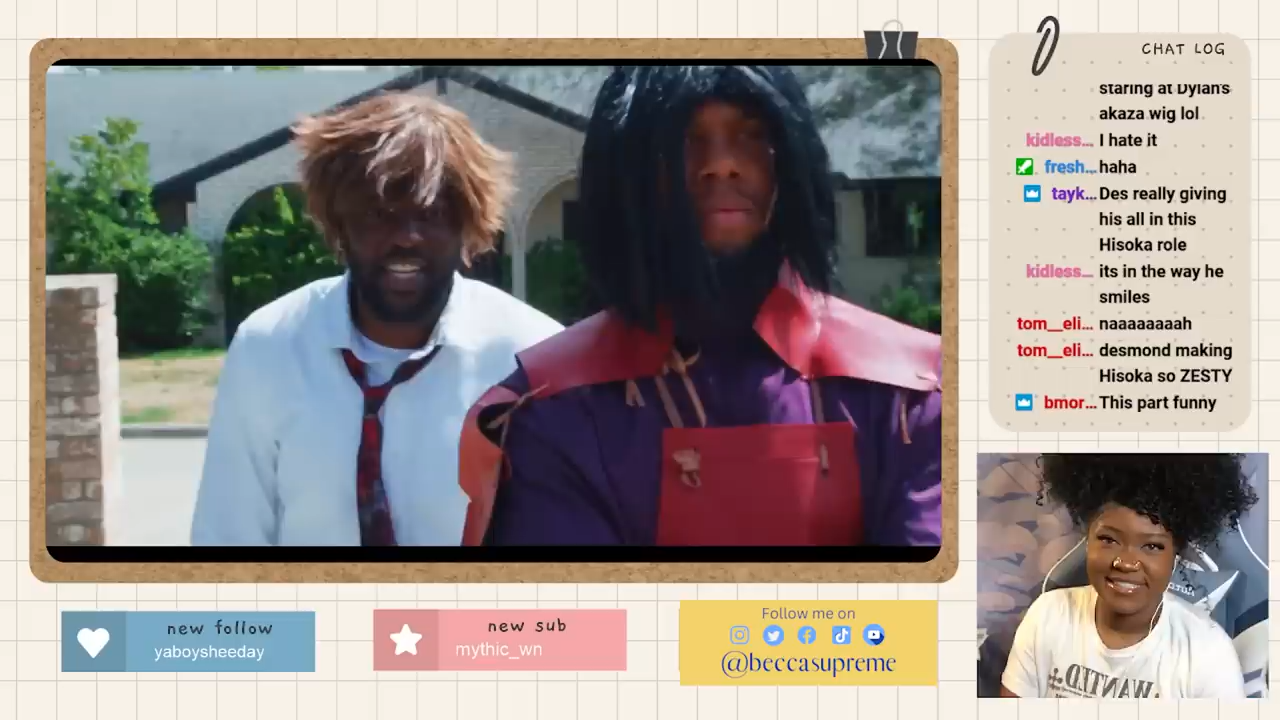 CHAT LOG
staring at Dylan's
akaza wig lol
kidless... I hate it
fresh... haha
tayk... Des really giving
his all in this
Hisoka role
kidless... its in the way he
smiles
tom__eli... naaaaaaaah
tom__eli... desmond making
Hisoka so ZESTY
bmor... This part funny
new follow
yaboysheeday
new sub
mythic_wn
Follow me on
@beccasupreme
WANTED